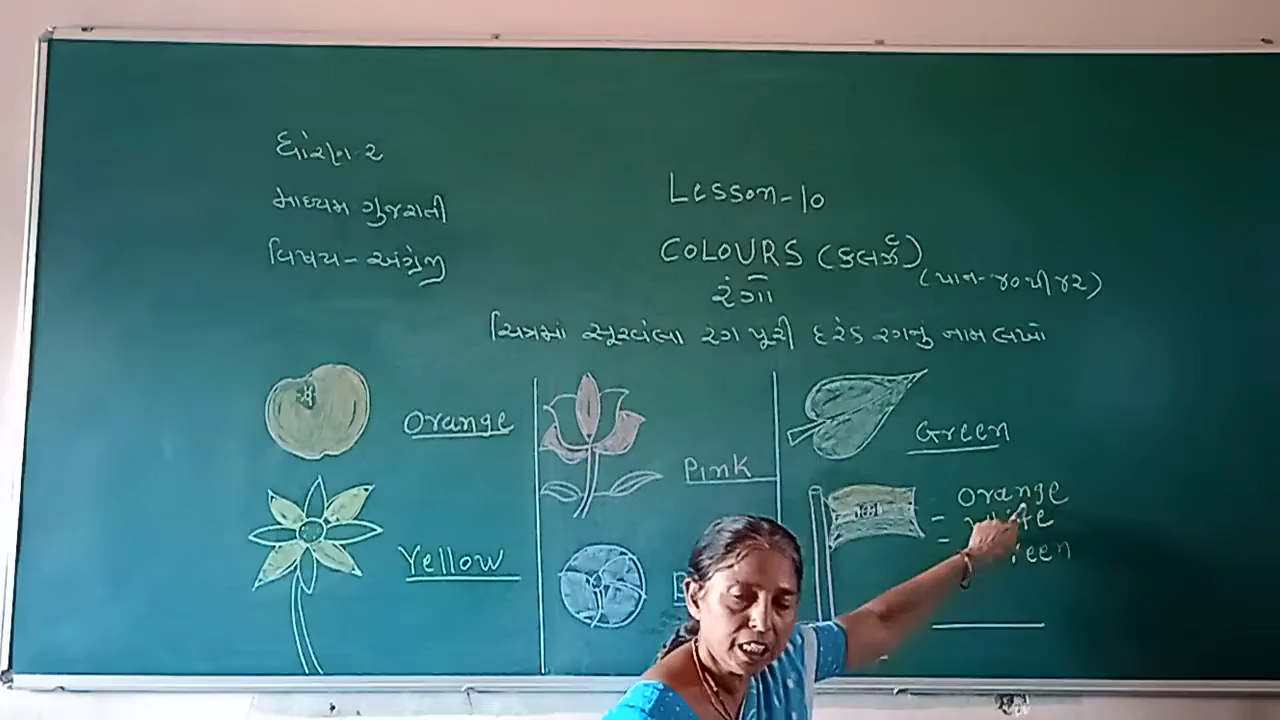 ધોરણ-૨
માધ્યમ ગુજરાતી
વિષય-અંગ્રેજી
Lesson-10
COLOURS (કલર્ઝ)
(પાન-૪૦થી૪૨)
રંગો
ચિત્રમાં સૂચવેલા રંગ પૂરી દરેક રંગનું નામ લખો
Orange
Pink
Green
Yellow
- Orange